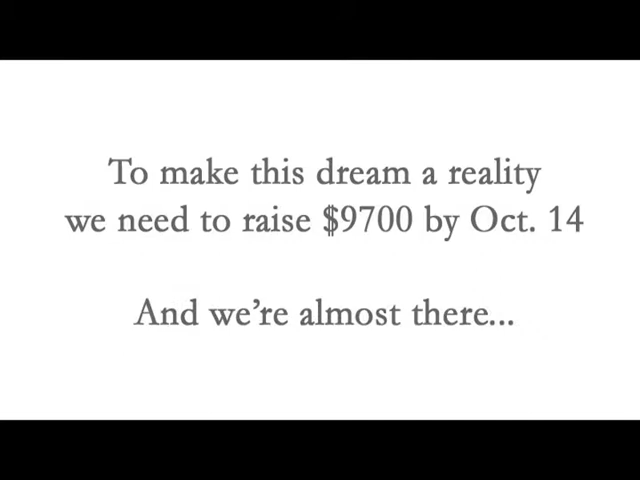 To make this dream a reality
we need to raise $9700 by Oct. 14
And we’re almost there...